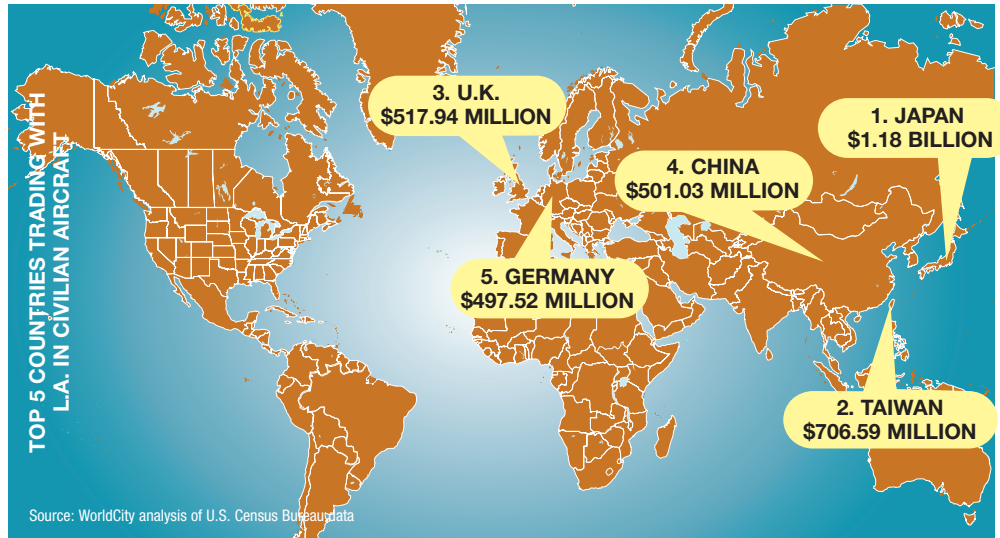 TOP 5 COUNTRIES TRADING WITH
L.A. IN CIVILIAN AIRCRAFT
3. U.K.
$517.94 MILLION
1. JAPAN
$1.18 BILLION
4. CHINA
$501.03 MILLION
5. GERMANY
$497.52 MILLION
2. TAIWAN
$706.59 MILLION
Source: WorldCity analysis of U.S. Census Bureau data